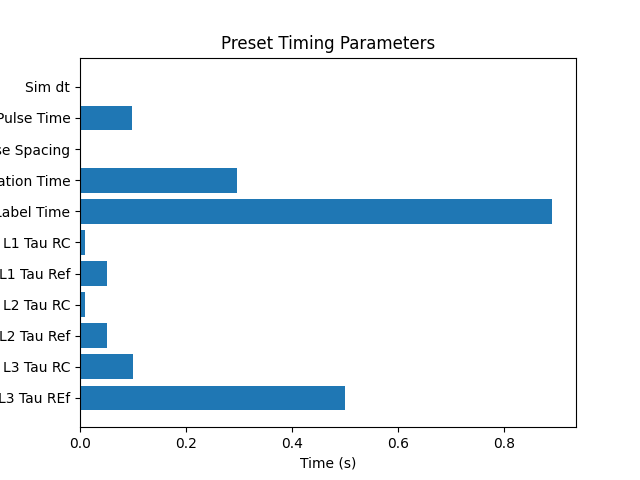 Preset Timing Parameters
Sim dt
Pulse Time
Spacing
Time
Label Time
L1 Tau RC
L1 Tau Ref
L2 Tau RC
L2 Tau Ref
L3 Tau RC
L3 Tau REf
0.0 0.2 0.4 0.6 0.8
Time (s)